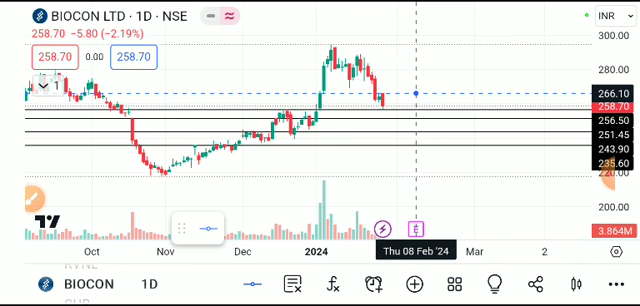 BIOCON LTD · 1D · NSE
INR
258.70 −5.80 (−2.19%)
258.70 0.00 258.70
1
300.00
280.00
266.10
258.70
256.50
251.45
243.90
235.60
220.00
200.00
3.864M
E
Oct Nov Dec 2024 Thu 08 Feb '24 Mar 2
RVNL
BIOCON 1D